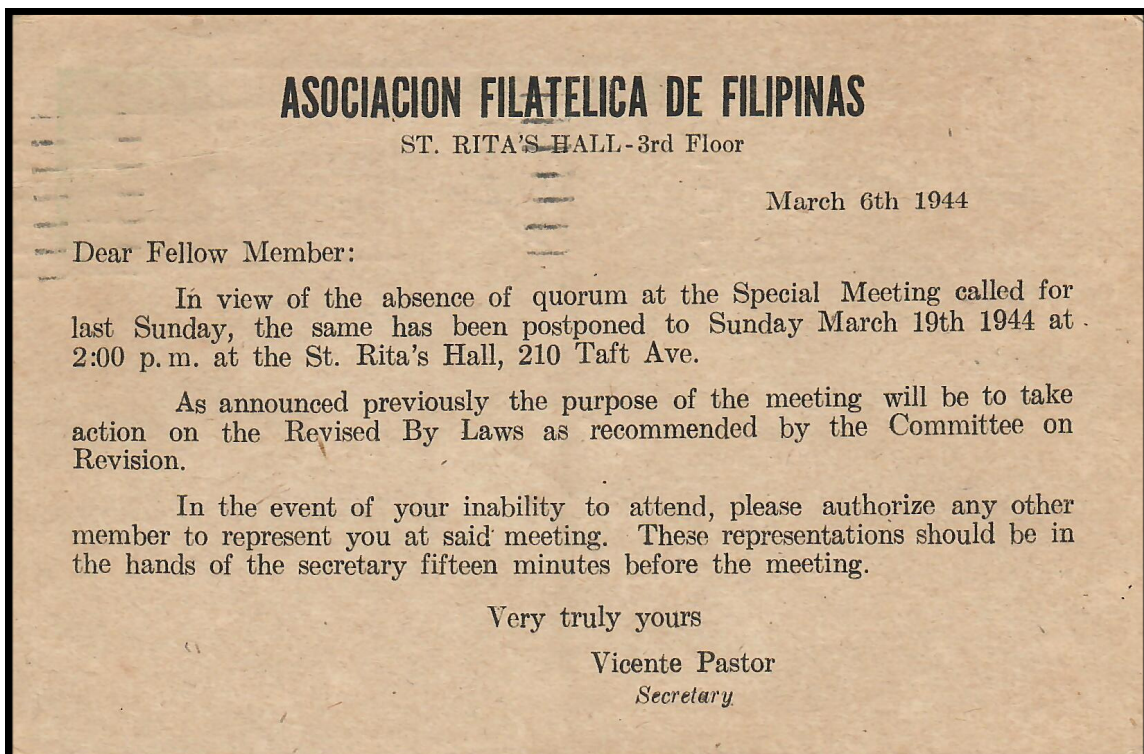 ASOCIACION FILATELICA DE FILIPINAS
ST. RITA'S HALL-3rd Floor
March 6th 1944
Dear Fellow Member:
In view of the absence of quorum at the Special Meeting called for
last Sunday, the same has been postponed to Sunday March 19th 1944 at
2:00 p.m. at the St. Rita's Hall, 210 Taft Ave.
As announced previously the purpose of the meeting will be to take
action on the Revised By Laws as recommended by the Committee on
Revision.
In the event of your inability to attend, please authorize any other
member to represent you at said meeting. These representations should be in
the hands of the secretary fifteen minutes before the meeting.
Very truly yours
Vicente Pastor
Secretary